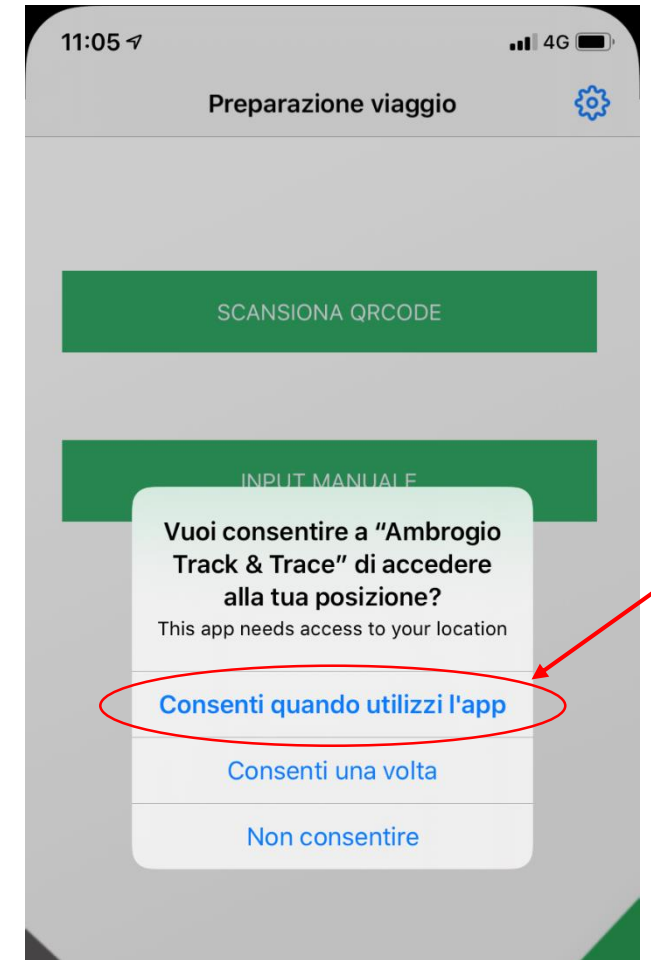 11:05 4G
Preparazione viaggio
SCANSIONA QRCODE
INPUT MANUALE
Vuoi consentire a “Ambrogio
Track & Trace” di accedere
alla tua posizione?
This app needs access to your location
Consenti quando utilizzi l'app
Consenti una volta
Non consentire